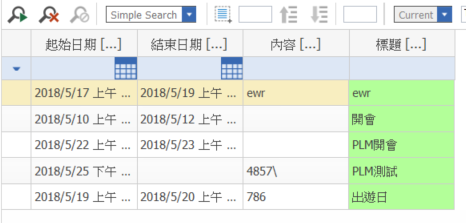 Simple Search Current
起始日期 [...] 結束日期 [...] 內容 [...] 標題 [...]
2018/5/17 上午 ... 2018/5/19 上午 ... ewr ewr
2018/5/10 上午 ... 2018/5/12 上午 ... 開會
2018/5/22 上午 ... 2018/5/23 上午 ... PLM開會
2018/5/25 下午 ... 4857\ PLM測試
2018/5/19 上午 ... 2018/5/20 上午 ... 786 出遊日